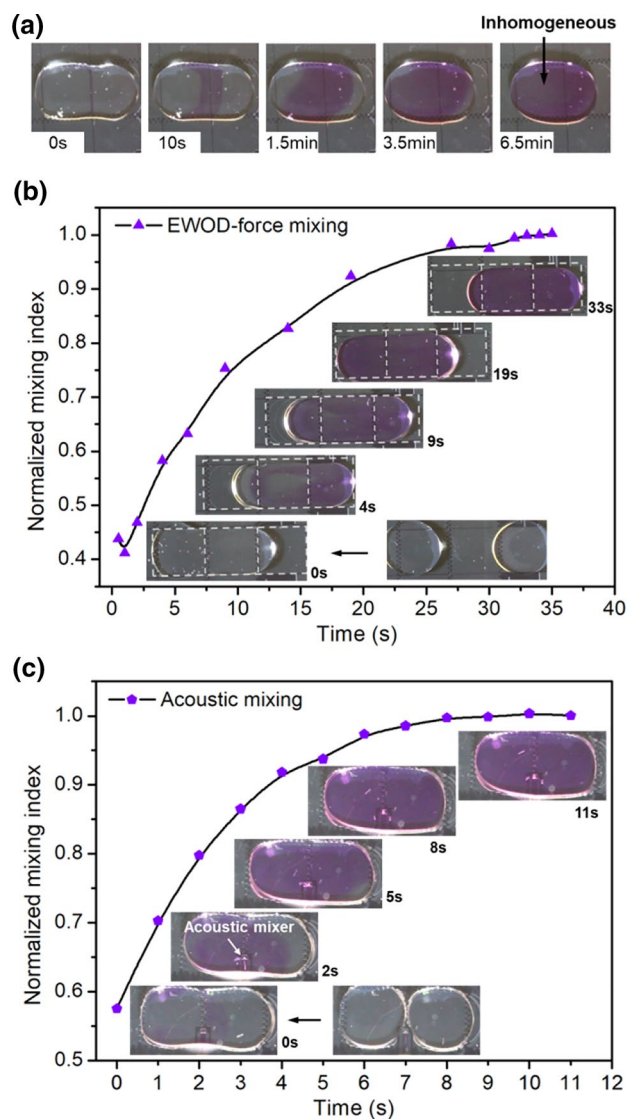 (a)
Inhomogeneous
0s
10s
1.5min
3.5min
6.5min
(b)
EWOD-force mixing
Normalized mixing index
1.0
0.9
0.8
0.7
0.6
0.5
0.4
33s
19s
9s
4s
0s
0 5 10 15 20 25 30 35 40
Time (s)
(c)
Acoustic mixing
Normalized mixing index
1.0
0.9
0.8
0.7
0.6
0.5
11s
8s
5s
Acoustic mixer
2s
0s
0 1 2 3 4 5 6 7 8 9 10 11 12
Time (s)